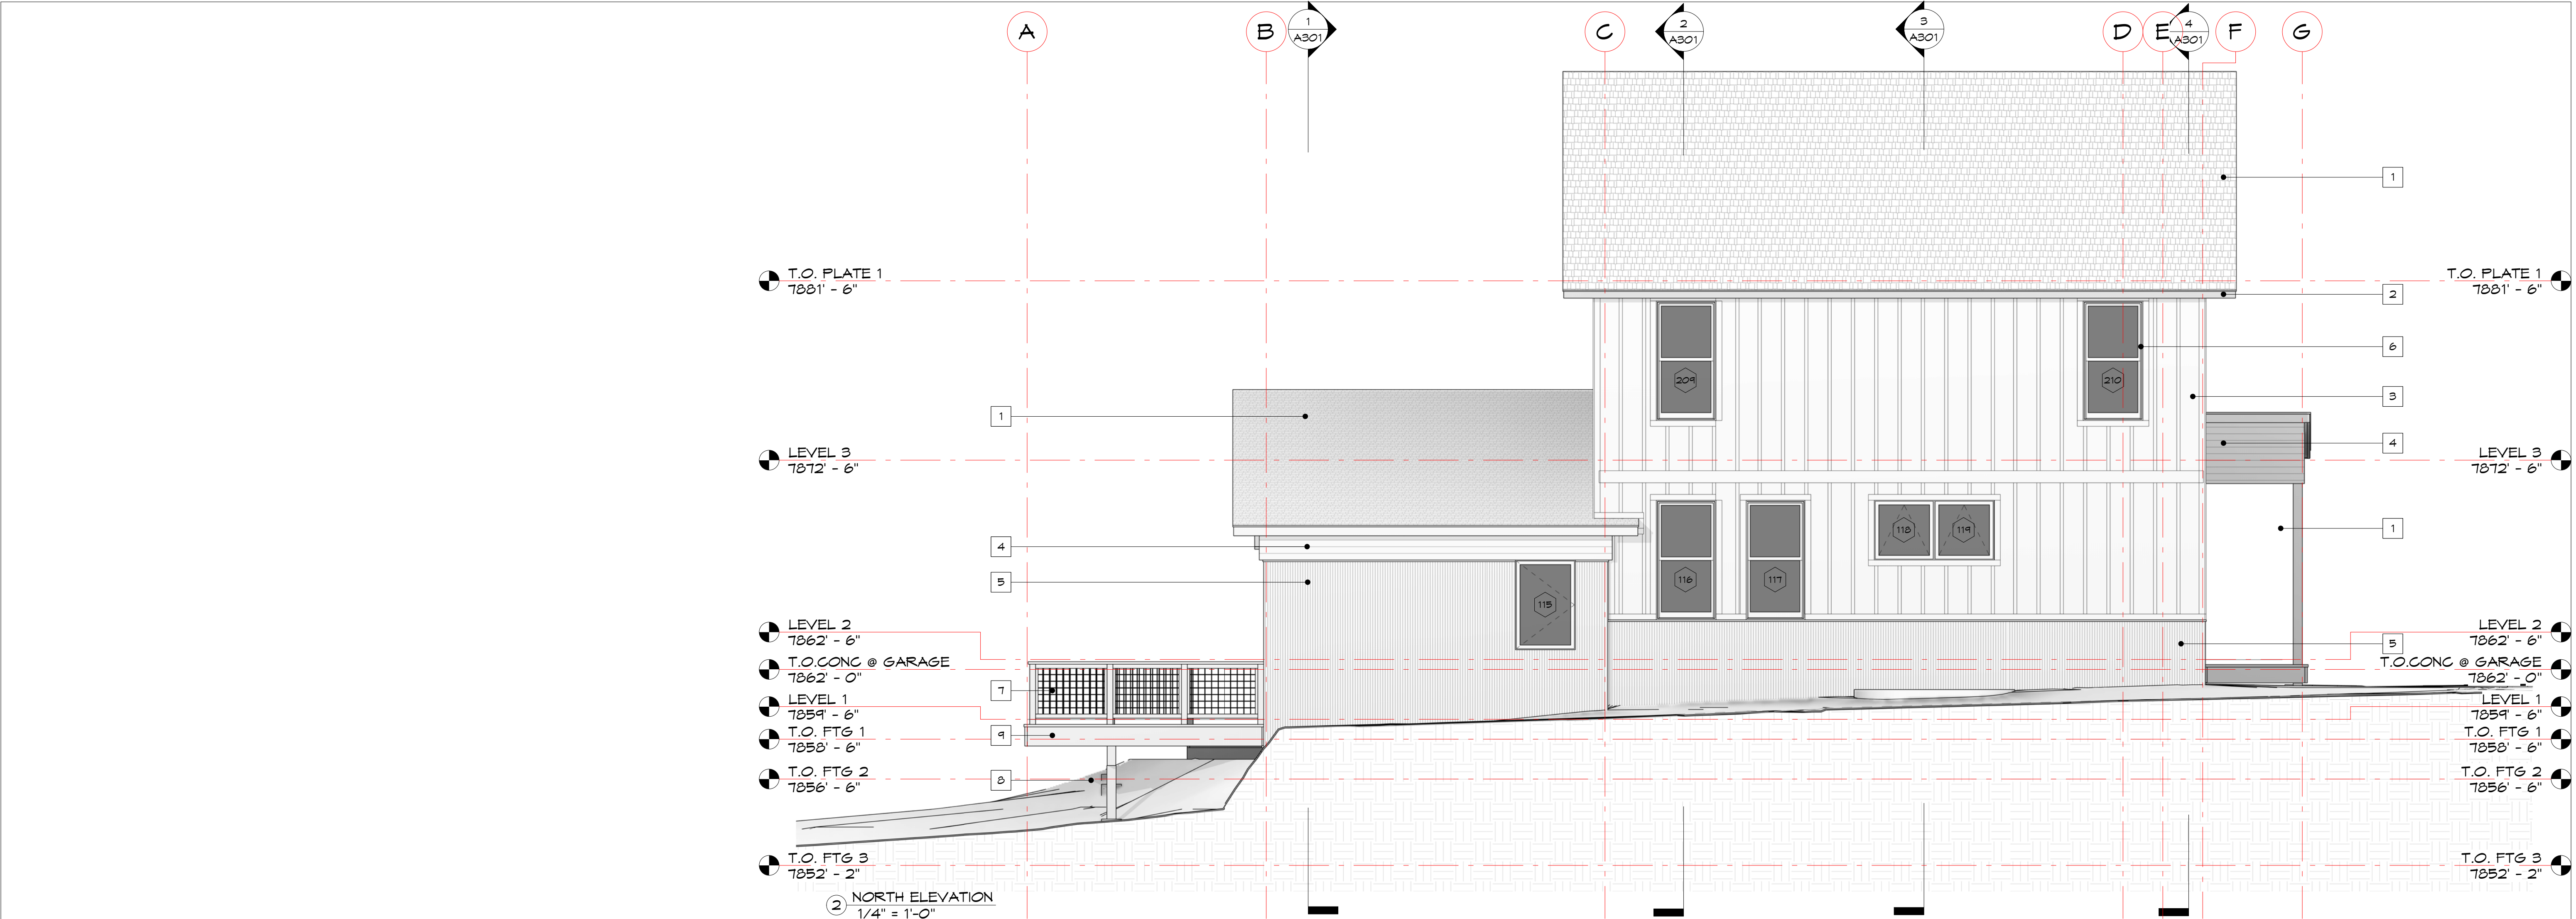 A
B
1
A301
C
2
A301
3
A301
D
E
4
A301
F
G
1
T.O. PLATE 1
7881' - 6"
T.O. PLATE 1
7881' - 6"
2
6
209
210
3
1
4
LEVEL 3
7872' - 6"
LEVEL 3
7872' - 6"
118
119
1
4
5
116
117
115
LEVEL 2
7862' - 6"
LEVEL 2
7862' - 6"
5
T.O.CONC @ GARAGE
7862' - 0"
T.O.CONC @ GARAGE
7862' - 0"
7
LEVEL 1
7859' - 6"
LEVEL 1
7859' - 6"
T.O. FTG 1
7858' - 6"
9
T.O. FTG 1
7858' - 6"
T.O. FTG 2
7856' - 6"
8
T.O. FTG 2
7856' - 6"
T.O. FTG 3
7852' - 2"
T.O. FTG 3
7852' - 2"
2
NORTH ELEVATION
1/4" = 1'-0"